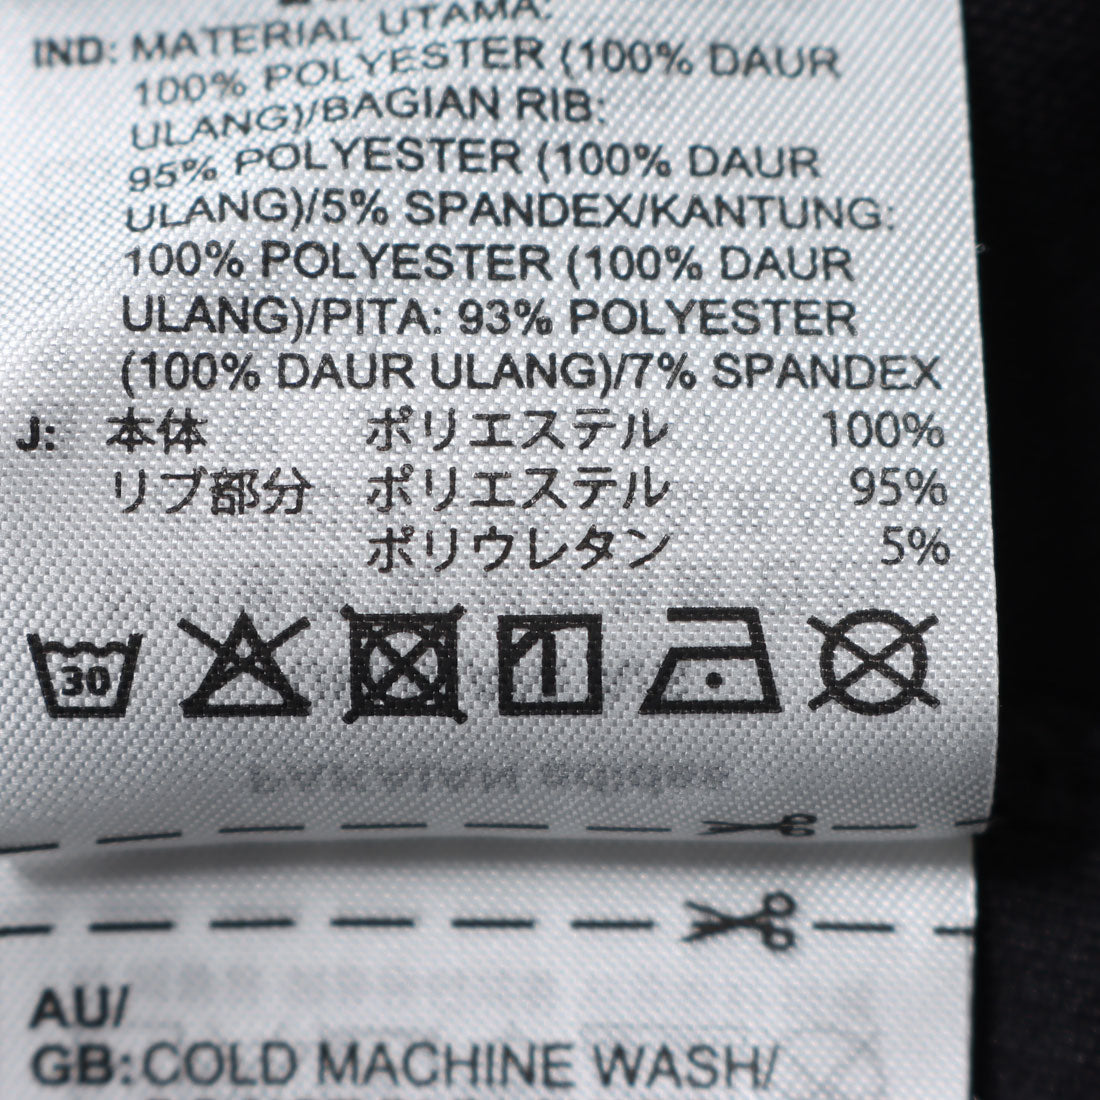 IND: MATERIAL UTAMA:
100% POLYESTER (100% DAUR
ULANG)/BAGIAN RIB:
95% POLYESTER (100% DAUR
ULANG)/5% SPANDEX/KANTUNG:
100% POLYESTER (100% DAUR
ULANG)/PITA: 93% POLYESTER
(100% DAUR ULANG)/7% SPANDEX
J: 本体 ポリエステル 100%
リブ部分 ポリエステル 95%
ポリウレタン 5%
30
AU/
GB: COLD MACHINE WASH/